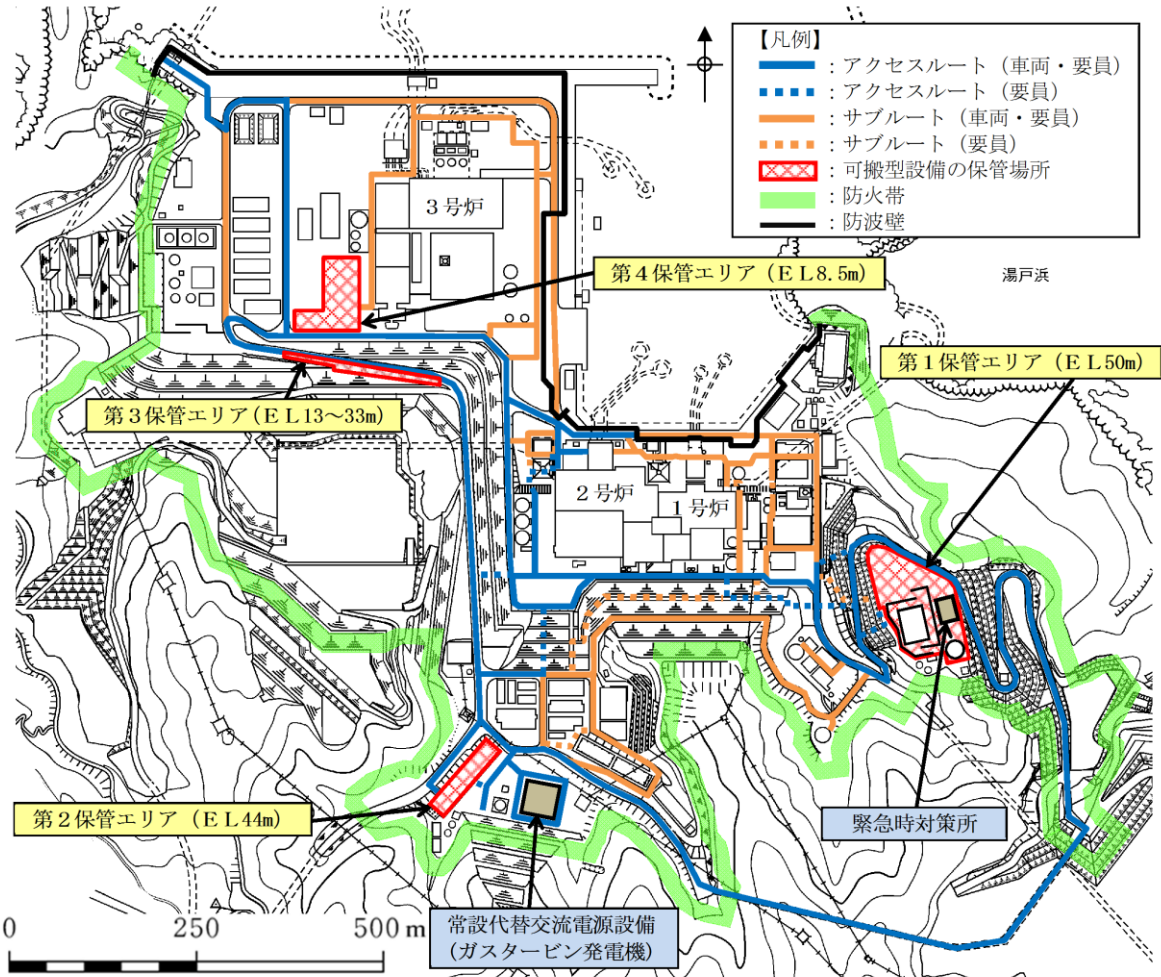 【凡例】
：アクセスルート（車両・要員）
：アクセスルート（要員）
：サブルート（車両・要員）
：サブルート（要員）
：可搬型設備の保管場所
：防火帯
：防波壁
3号炉
第4保管エリア（EL8.5m）
湯戸浜
第1保管エリア（EL50m）
第3保管エリア(EL13～33m)
2号炉
1号炉
第2保管エリア（EL44m）
緊急時対策所
常設代替交流電源設備
(ガスタービン発電機)
0 250 500 m